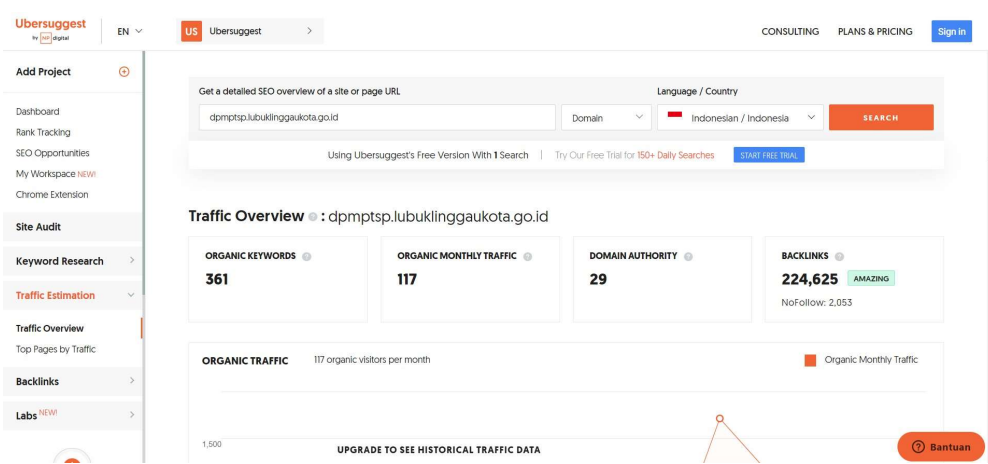 Ubersuggest
by NP digital
EN
US Ubersuggest
CONSULTING
PLANS & PRICING
Sign in
Add Project
Dashboard
Rank Tracking
SEO Opportunities
My Workspace NEW!
Chrome Extension
Site Audit
Keyword Research
Traffic Estimation
Traffic Overview
Top Pages by Traffic
Backlinks
Labs NEW!
Get a detailed SEO overview of a site or page URL
Language / Country
dpmptsp.lubuklinggaukota.go.id
Domain
Indonesian / Indonesia
SEARCH
Using Ubersuggest's Free Version With 1 Search
Try Our Free Trial for 150+ Daily Searches
START FREE TRIAL
Traffic Overview : dpmptsp.lubuklinggaukota.go.id
ORGANIC KEYWORDS
361
ORGANIC MONTHLY TRAFFIC
117
DOMAIN AUTHORITY
29
BACKLINKS
224,625 AMAZING
NoFollow: 2,053
ORGANIC TRAFFIC
117 organic visitors per month
Organic Monthly Traffic
1,500
UPGRADE TO SEE HISTORICAL TRAFFIC DATA
Bantuan